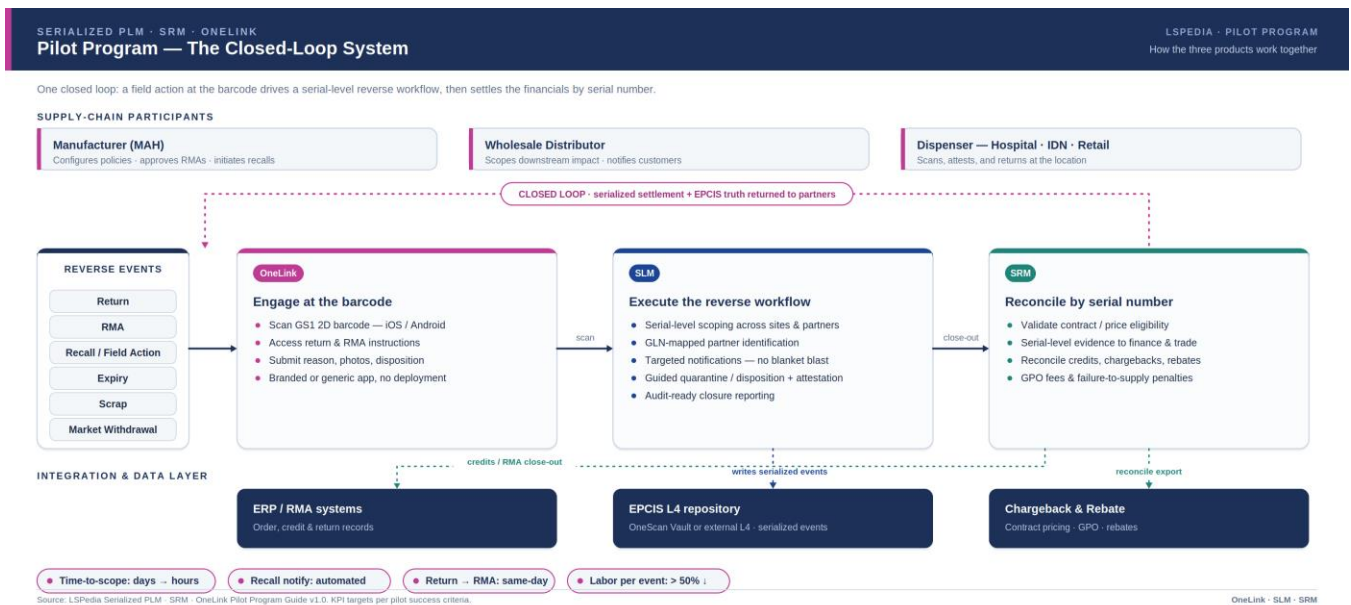 SERIALIZED PLM · SRM · ONELINK
Pilot Program — The Closed-Loop System
LSPEDIA · PILOT PROGRAM
How the three products work together
One closed loop: a field action at the barcode drives a serial-level reverse workflow, then settles the financials by serial number.
SUPPLY-CHAIN PARTICIPANTS
Manufacturer (MAH)
Configures policies · approves RMAs · initiates recalls
Wholesale Distributor
Scopes downstream impact · notifies customers
Dispenser — Hospital · IDN · Retail
Scans, attests, and returns at the location
CLOSED LOOP · serialized settlement + EPCIS truth returned to partners
REVERSE EVENTS
Return
RMA
Recall / Field Action
Expiry
Scrap
Market Withdrawal
OneLink
Engage at the barcode
• Scan GS1 2D barcode — iOS / Android
• Access return & RMA instructions
• Submit reason, photos, disposition
• Branded or generic app, no deployment
scan
SLM
Execute the reverse workflow
• Serial-level scoping across sites & partners
• GLN-mapped partner identification
• Targeted notifications — no blanket blast
• Guided quarantine / disposition + attestation
• Audit-ready closure reporting
close-out
SRM
Reconcile by serial number
• Validate contract / price eligibility
• Serial-level evidence to finance & trade
• Reconcile credits, chargebacks, rebates
• GPO fees & failure-to-supply penalties
INTEGRATION & DATA LAYER
credits / RMA close-out
writes serialized events
reconcile export
ERP / RMA systems
Order, credit & return records
EPCIS L4 repository
OneScan Vault or external L4 · serialized events
Chargeback & Rebate
Contract pricing · GPO · rebates
• Time-to-scope: days → hours
• Recall notify: automated
• Return → RMA: same-day
• Labor per event: > 50% ↓
Source: LSPedia Serialized PLM · SRM · OneLink Pilot Program Guide v1.0. KPI targets per pilot success criteria.
OneLink · SLM · SRM